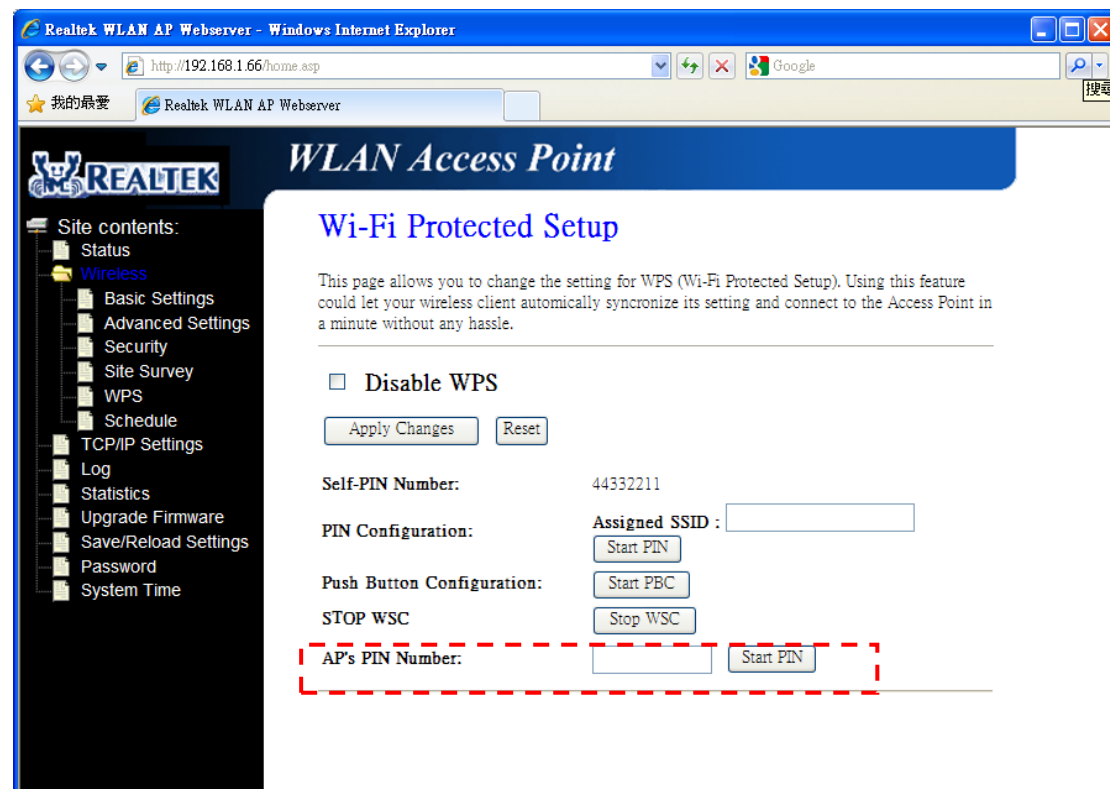 Realtek WLAN AP Webserver - Windows Internet Explorer
http://192.168.1.66/home.asp
Google
搜尋
我的最愛
Realtek WLAN AP Webserver
REALTEK
WLAN Access Point
Site contents:
Status
Wireless
Basic Settings
Advanced Settings
Security
Site Survey
WPS
Schedule
TCP/IP Settings
Log
Statistics
Upgrade Firmware
Save/Reload Settings
Password
System Time
Wi-Fi Protected Setup
This page allows you to change the setting for WPS (Wi-Fi Protected Setup). Using this feature
could let your wireless client automically syncronize its setting and connect to the Access Point in
a minute without any hassle.
Disable WPS
Apply Changes Reset
Self-PIN Number: 44332211
PIN Configuration: Assigned SSID :
Start PIN
Push Button Configuration: Start PBC
STOP WSC Stop WSC
AP's PIN Number: Start PIN